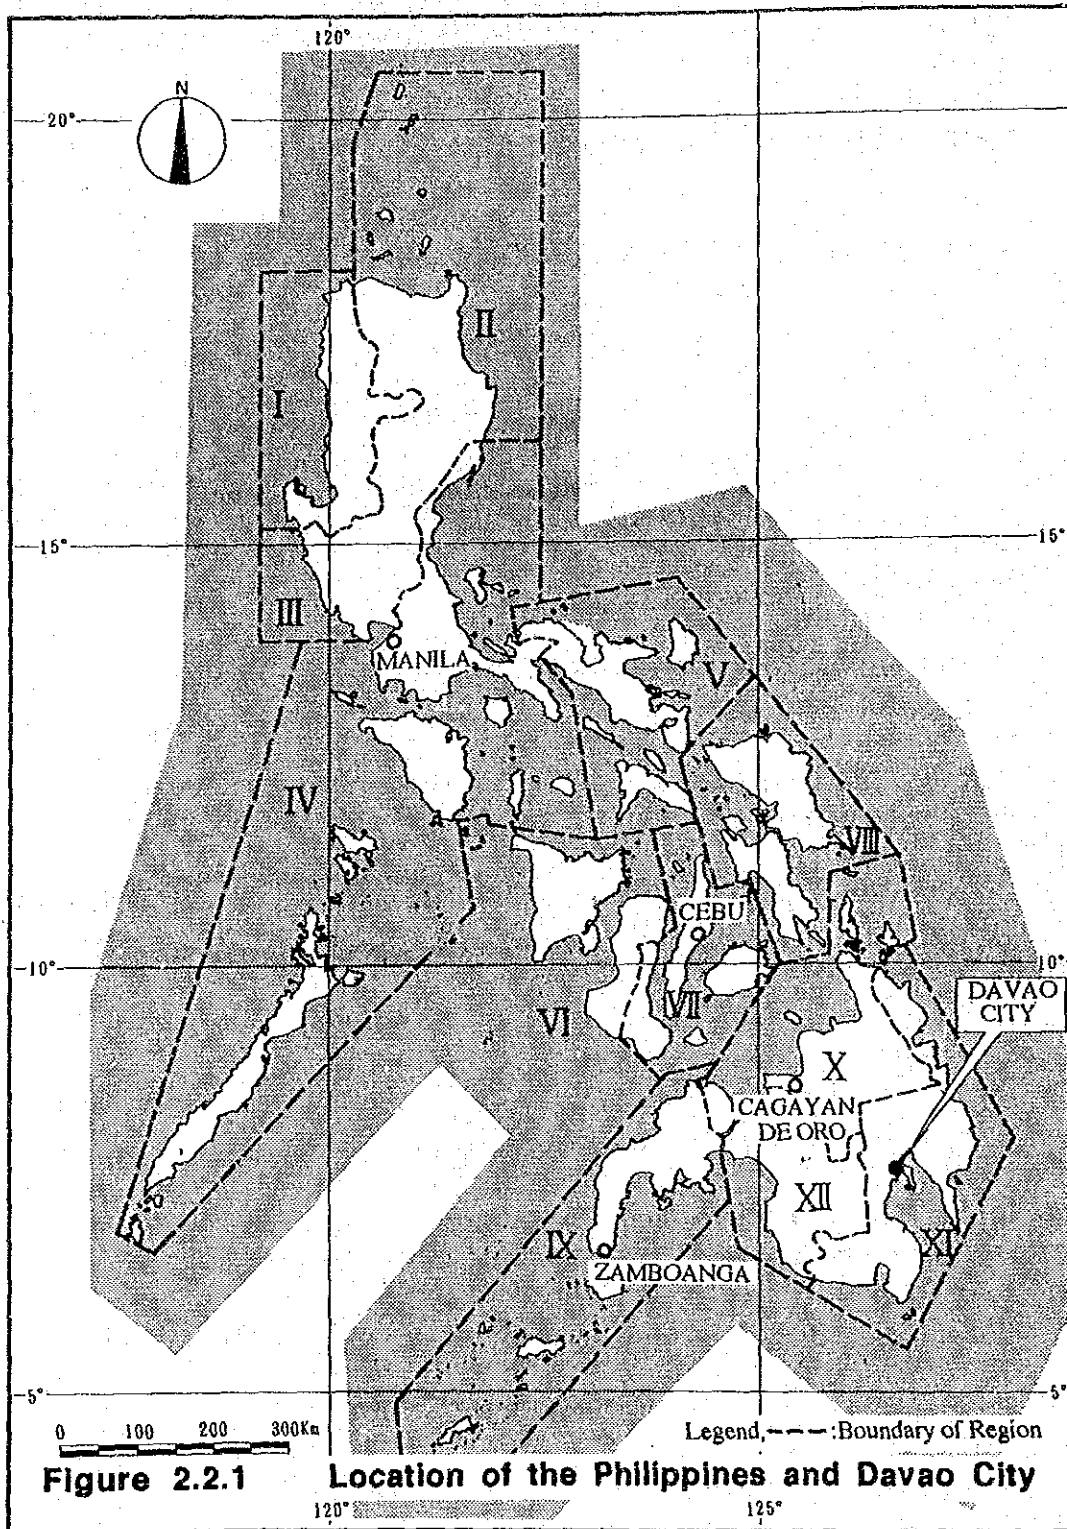 120°
N
20°
II
I
15°
15°
III
MANILA
V
IV
VIII
CEBU
10°
10°
DAVAO
CITY
VI
VII
X
CAGAYAN
DE ORO
XII
IX
XI
ZAMBOANGA
5°
5°
0 100 200 300Km
Legend, ---:Boundary of Region
Figure 2.2.1 Location of the Philippines and Davao City
120°
125°